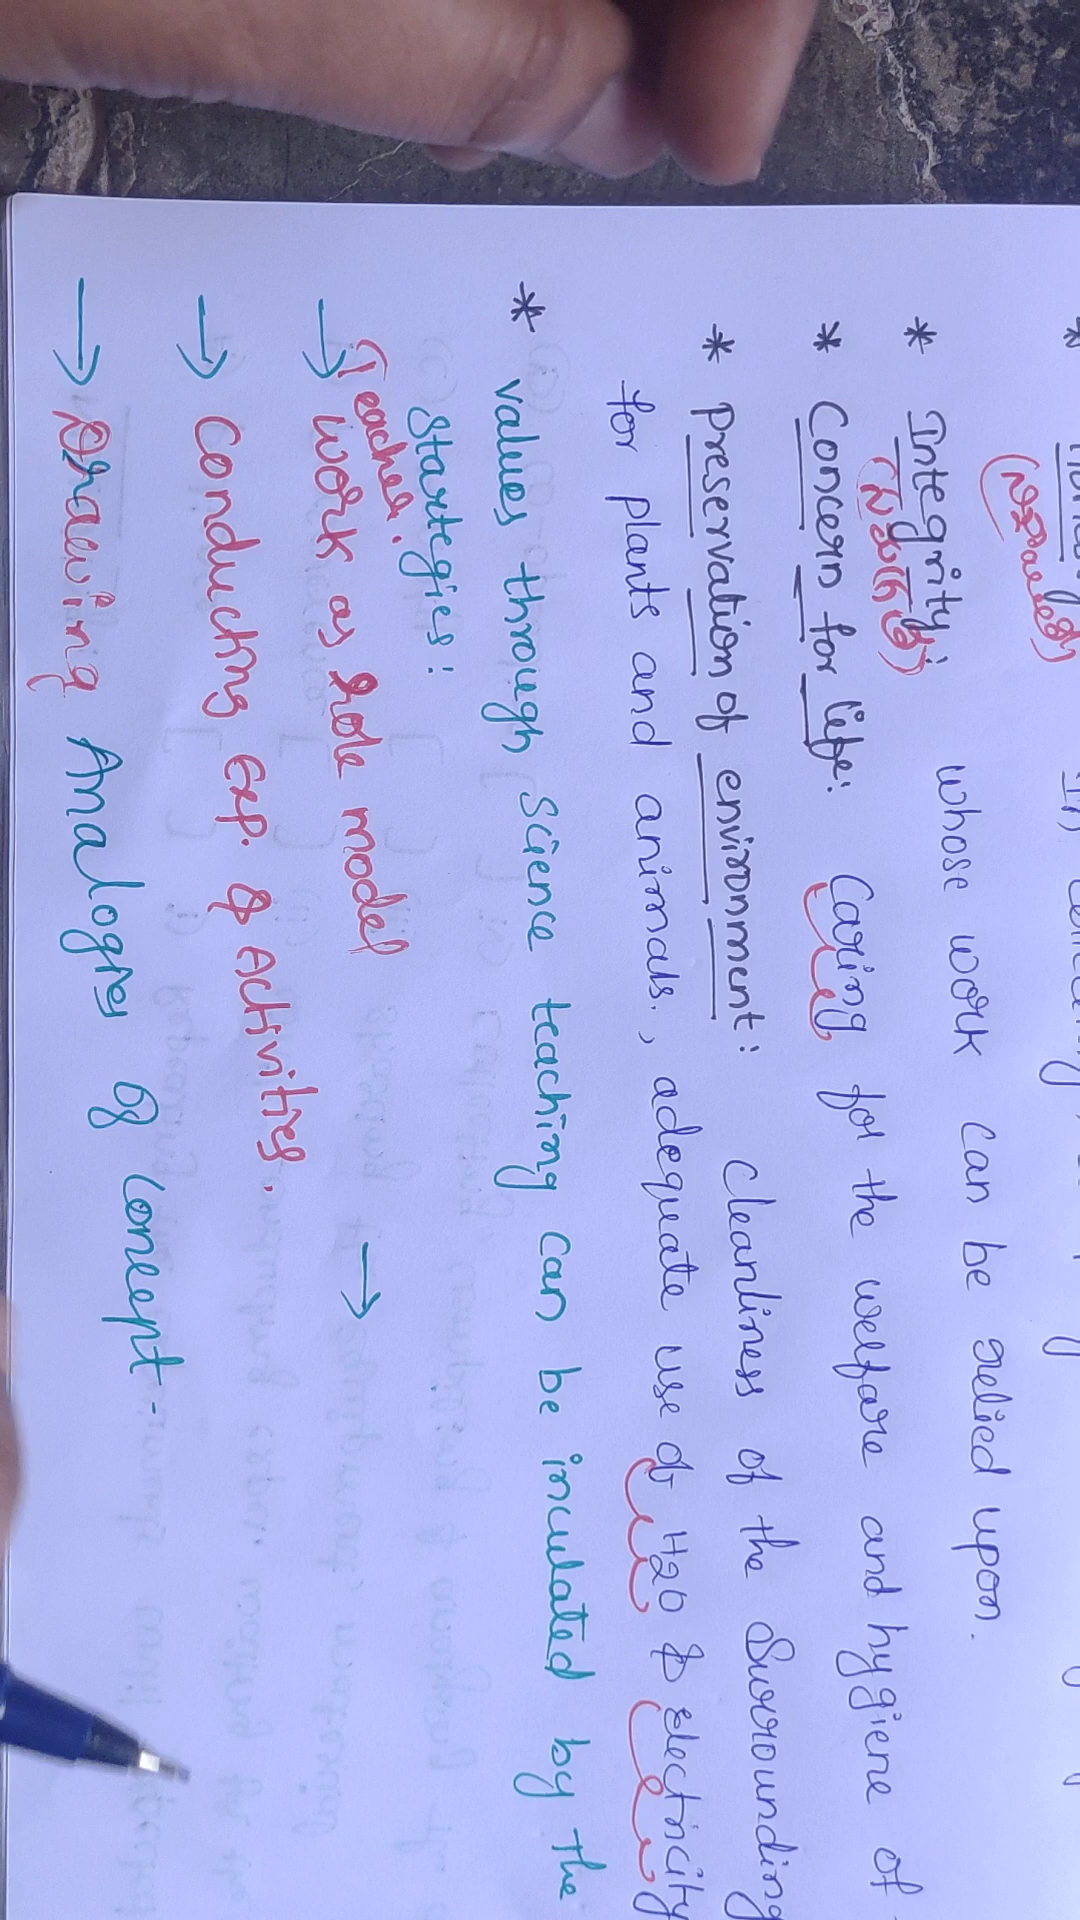 * Integrity: whose work can be relied upon.
* Concern for life: Caring for the welfare and hygiene of
* Preservation of environment: cleanliness of the Surrounding
for plants and animals., adequate use of H2O & electricity
* values through science teaching can be inculated by the
startegies:
(Teacher.
→ work as role model →
→ Conducting Exp. & Activities.
→ Drawing Analogies of Concept-